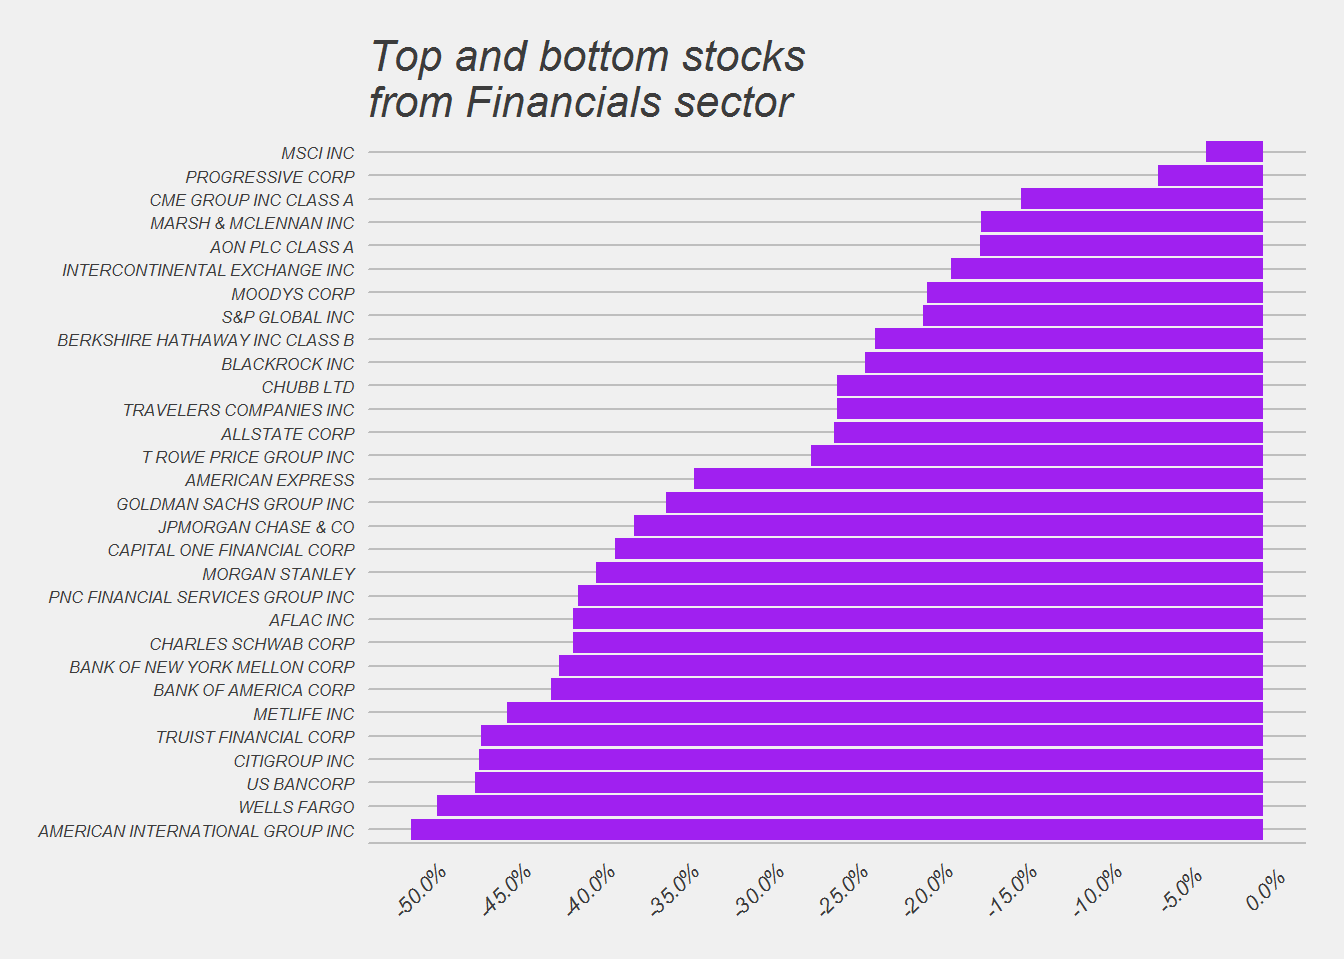 Top and bottom stocks
from Financials sector
MSCI INC
PROGRESSIVE CORP
CME GROUP INC CLASS A
MARSH & MCLENNAN INC
AON PLC CLASS A
INTERCONTINENTAL EXCHANGE INC
MOODYS CORP
S&P GLOBAL INC
BERKSHIRE HATHAWAY INC CLASS B
BLACKROCK INC
CHUBB LTD
TRAVELERS COMPANIES INC
ALLSTATE CORP
T ROWE PRICE GROUP INC
AMERICAN EXPRESS
GOLDMAN SACHS GROUP INC
JPMORGAN CHASE & CO
CAPITAL ONE FINANCIAL CORP
MORGAN STANLEY
PNC FINANCIAL SERVICES GROUP INC
AFLAC INC
CHARLES SCHWAB CORP
BANK OF NEW YORK MELLON CORP
BANK OF AMERICA CORP
METLIFE INC
TRUIST FINANCIAL CORP
CITIGROUP INC
US BANCORP
WELLS FARGO
AMERICAN INTERNATIONAL GROUP INC
-50.0% -45.0% -40.0% -35.0% -30.0% -25.0% -20.0% -15.0% -10.0% -5.0% 0.0%